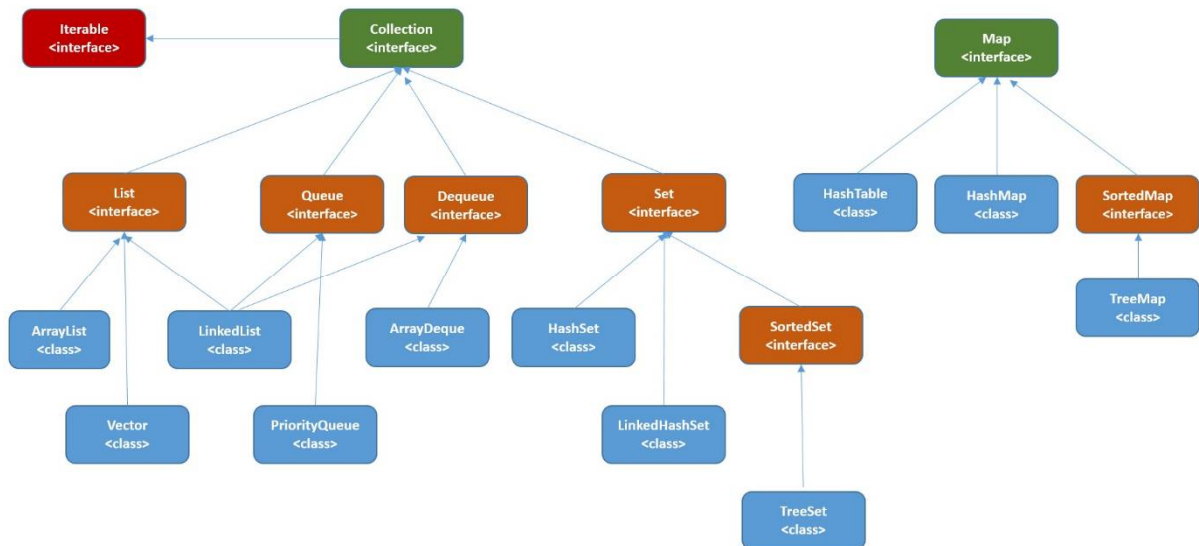 Iterable
<interface>
Collection
<interface>
Map
<interface>
List
<interface>
Queue
<interface>
Dequeue
<interface>
Set
<interface>
HashTable
<class>
HashMap
<class>
SortedMap
<interface>
ArrayList
<class>
LinkedList
<class>
ArrayDeque
<class>
HashSet
<class>
SortedSet
<interface>
TreeMap
<class>
Vector
<class>
PriorityQueue
<class>
LinkedHashSet
<class>
TreeSet
<class>